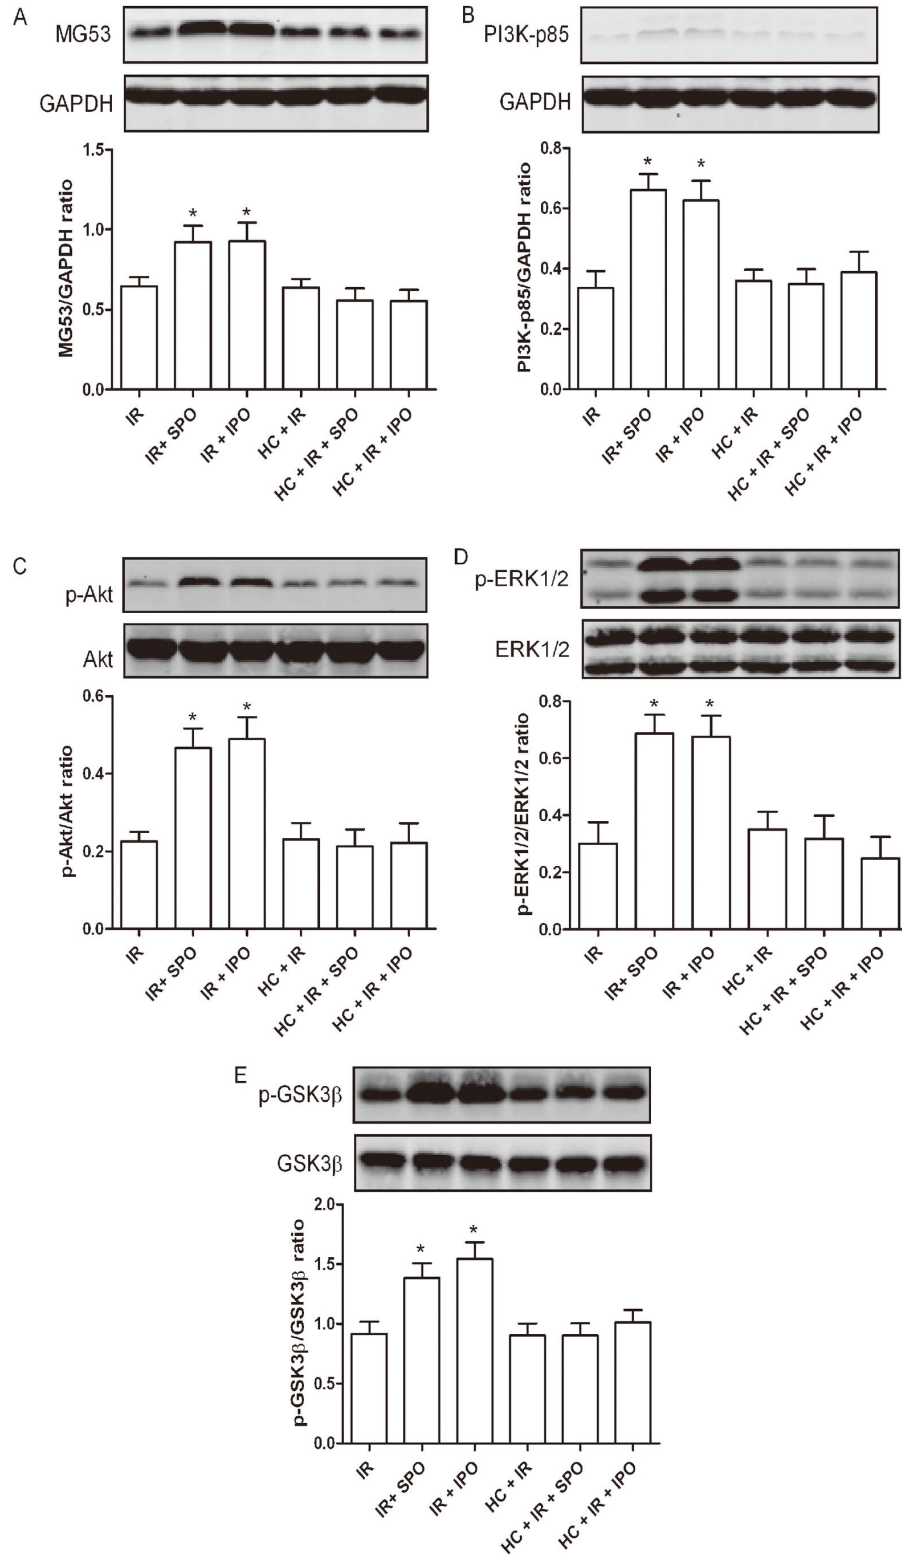 A
MG53
GAPDH
1.5
1.0
0.5
0.0
MG53/GAPDH ratio
* *
IR
IR+ SPO
IR + IPO
HC + IR
HC + IR + SPO
HC + IR + IPO
B
PI3K-p85
GAPDH
0.8
0.6
0.4
0.2
0.0
PI3K-p85/GAPDH ratio
* *
IR
IR+ SPO
IR + IPO
HC + IR
HC + IR + SPO
HC + IR + IPO
C
p-Akt
Akt
0.6
0.4
0.2
0.0
p-Akt/Akt ratio
* *
IR
IR+ SPO
IR + IPO
HC + IR
HC + IR + SPO
HC + IR + IPO
D
p-ERK1/2
ERK1/2
0.8
0.6
0.4
0.2
0.0
p-ERK1/2/ERK1/2 ratio
* *
IR
IR+ SPO
IR + IPO
HC + IR
HC + IR + SPO
HC + IR + IPO
E
p-GSK3β
GSK3β
2.0
1.5
1.0
0.5
0.0
p-GSK3β/GSK3β ratio
* *
IR
IR+ SPO
IR + IPO
HC + IR
HC + IR + SPO
HC + IR + IPO